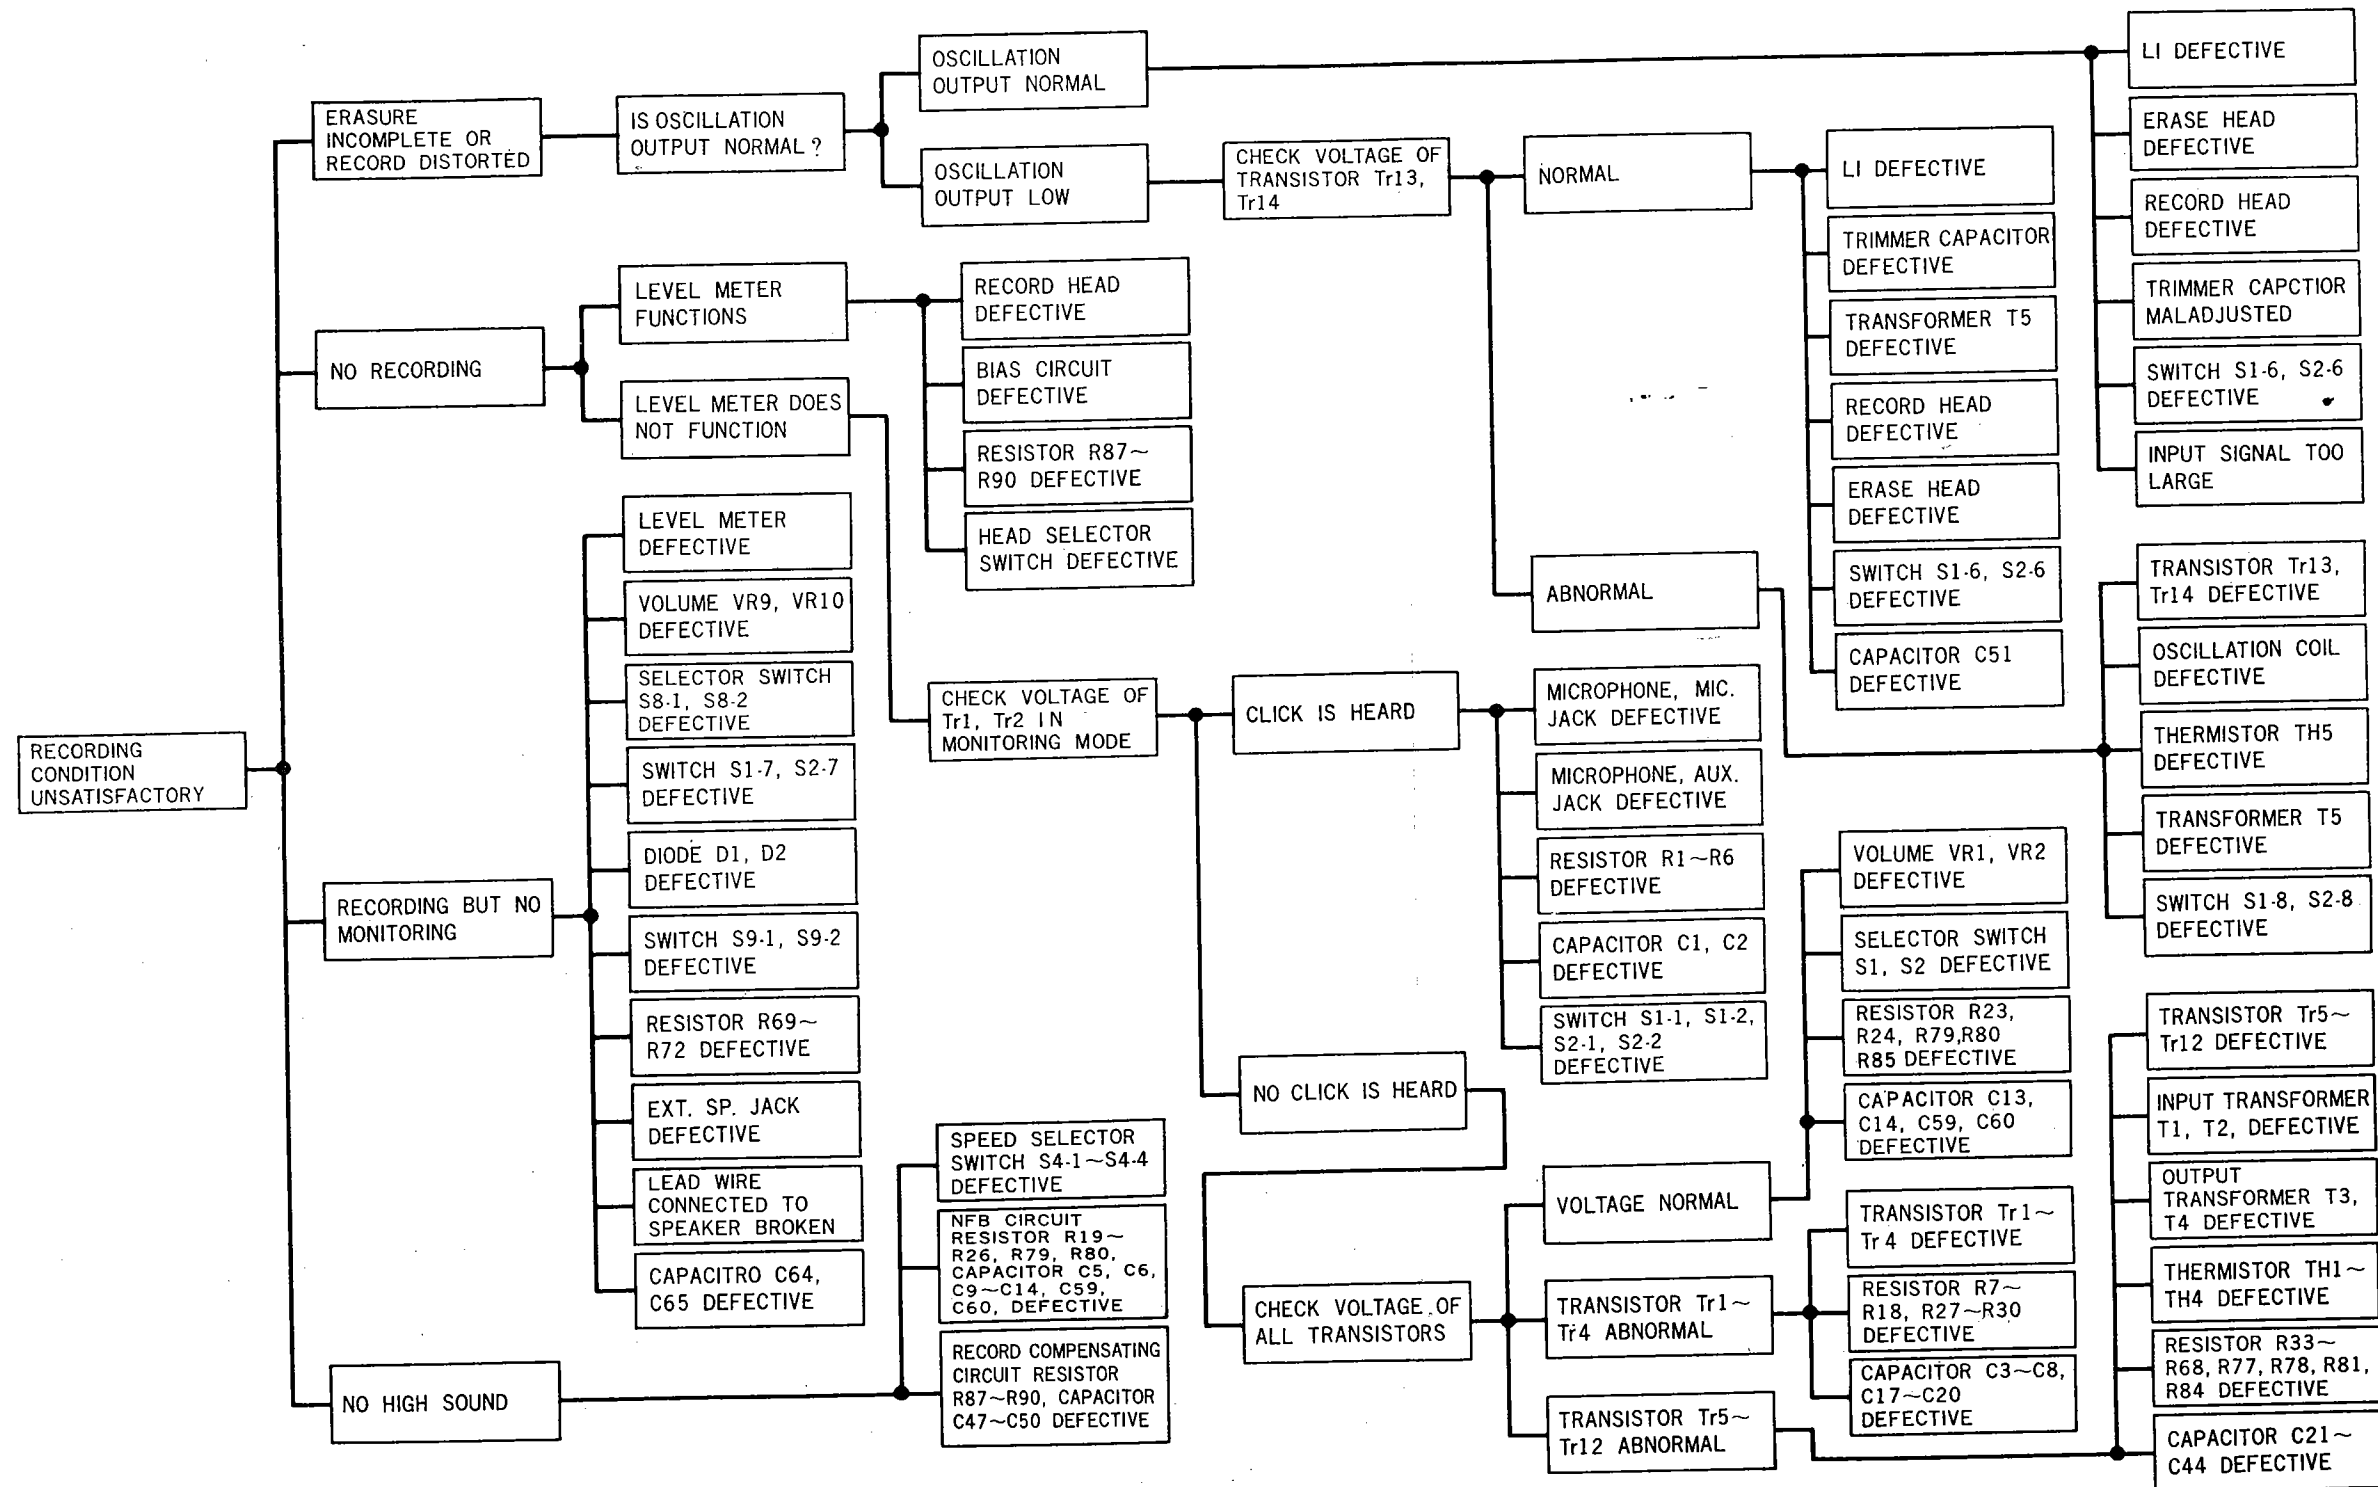 RECORDING
CONDITION
UNSATISFACTORY
ERASURE
INCOMPLETE OR
RECORD DISTORTED
IS OSCILLATION
OUTPUT NORMAL?
OSCILLATION
OUTPUT NORMAL
LI DEFECTIVE
ERASE HEAD
DEFECTIVE
RECORD HEAD
DEFECTIVE
TRIMMER CAPCTIOR
MALADJUSTED
SWITCH S1-6, S2-6
DEFECTIVE
INPUT SIGNAL TOO
LARGE
OSCILLATION
OUTPUT LOW
CHECK VOLTAGE OF
TRANSISTOR Tr13,
Tr14
NORMAL
LI DEFECTIVE
TRIMMER CAPACITOR
DEFECTIVE
TRANSFORMER T5
DEFECTIVE
RECORD HEAD
DEFECTIVE
ERASE HEAD
DEFECTIVE
SWITCH S1-6, S2-6
DEFECTIVE
CAPACITOR C51
DEFECTIVE
ABNORMAL
TRANSISTOR Tr13,
Tr14 DEFECTIVE
OSCILLATION COIL
DEFECTIVE
THERMISTOR TH5
DEFECTIVE
TRANSFORMER T5
DEFECTIVE
SWITCH S1-8, S2-8
DEFECTIVE
NO RECORDING
LEVEL METER
FUNCTIONS
RECORD HEAD
DEFECTIVE
BIAS CIRCUIT
DEFECTIVE
RESISTOR R87~
R90 DEFECTIVE
HEAD SELECTOR
SWITCH DEFECTIVE
LEVEL METER DOES
NOT FUNCTION
CHECK VOLTAGE OF
Tr1, Tr2 IN
MONITORING MODE
CLICK IS HEARD
MICROPHONE, MIC.
JACK DEFECTIVE
MICROPHONE, AUX.
JACK DEFECTIVE
RESISTOR R1~R6
DEFECTIVE
CAPACITOR C1, C2
DEFECTIVE
SWITCH S1-1, S1-2,
S2-1, S2-2
DEFECTIVE
NO CLICK IS HEARD
CHECK VOLTAGE OF
ALL TRANSISTORS
VOLTAGE NORMAL
VOLUME VR1, VR2
DEFECTIVE
SELECTOR SWITCH
S1, S2 DEFECTIVE
RESISTOR R23,
R24, R79,R80
R85 DEFECTIVE
CAPACITOR C13,
C14, C59, C60
DEFECTIVE
TRANSISTOR Tr1~
Tr4 ABNORMAL
TRANSISTOR Tr1~
Tr4 DEFECTIVE
RESISTOR R7~
R18, R27~R30
DEFECTIVE
CAPACITOR C3~C8,
C17~C20
DEFECTIVE
TRANSISTOR Tr5~
Tr12 ABNORMAL
TRANSISTOR Tr5~
Tr12 DEFECTIVE
INPUT TRANSFORMER
T1, T2, DEFECTIVE
OUTPUT
TRANSFORMER T3,
T4 DEFECTIVE
THERMISTOR TH1~
TH4 DEFECTIVE
RESISTOR R33~
R68, R77, R78, R81,
R84 DEFECTIVE
CAPACITOR C21~
C44 DEFECTIVE
RECORDING BUT NO
MONITORING
LEVEL METER
DEFECTIVE
VOLUME VR9, VR10
DEFECTIVE
SELECTOR SWITCH
S8-1, S8-2
DEFECTIVE
SWITCH S1-7, S2-7
DEFECTIVE
DIODE D1, D2
DEFECTIVE
SWITCH S9-1, S9-2
DEFECTIVE
RESISTOR R69~
R72 DEFECTIVE
EXT. SP. JACK
DEFECTIVE
LEAD WIRE
CONNECTED TO
SPEAKER BROKEN
CAPACITRO C64,
C65 DEFECTIVE
NO HIGH SOUND
SPEED SELECTOR
SWITCH S4-1~S4-4
DEFECTIVE
NFB CIRCUIT
RESISTOR R19~
R26, R79, R80,
CAPACITOR C5, C6,
C9~C14, C59,
C60, DEFECTIVE
RECORD COMPENSATING
CIRCUIT RESISTOR
R87~R90, CAPACITOR
C47~C50 DEFECTIVE